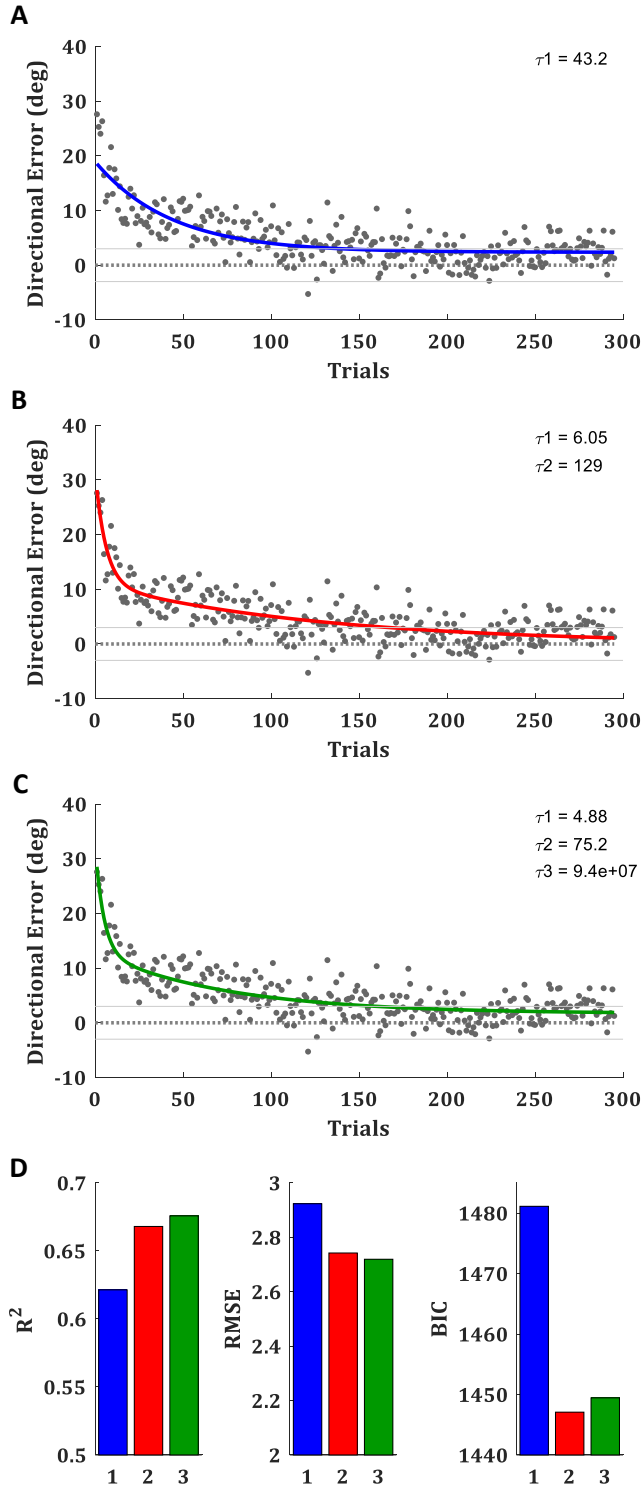 A
Directional Error (deg)
40
30
20
10
0
-10
τ1 = 43.2
0 50 100 150 200 250 300
Trials
B
Directional Error (deg)
40
30
20
10
0
-10
τ1 = 6.05
τ2 = 129
0 50 100 150 200 250 300
Trials
C
Directional Error (deg)
40
30
20
10
0
-10
τ1 = 4.88
τ2 = 75.2
τ3 = 9.4e+07
0 50 100 150 200 250 300
Trials
D
R²
0.7
0.65
0.6
0.55
0.5
1 2 3
RMSE
3
2.8
2.6
2.4
2.2
2
1 2 3
BIC
1480
1470
1460
1450
1440
1 2 3